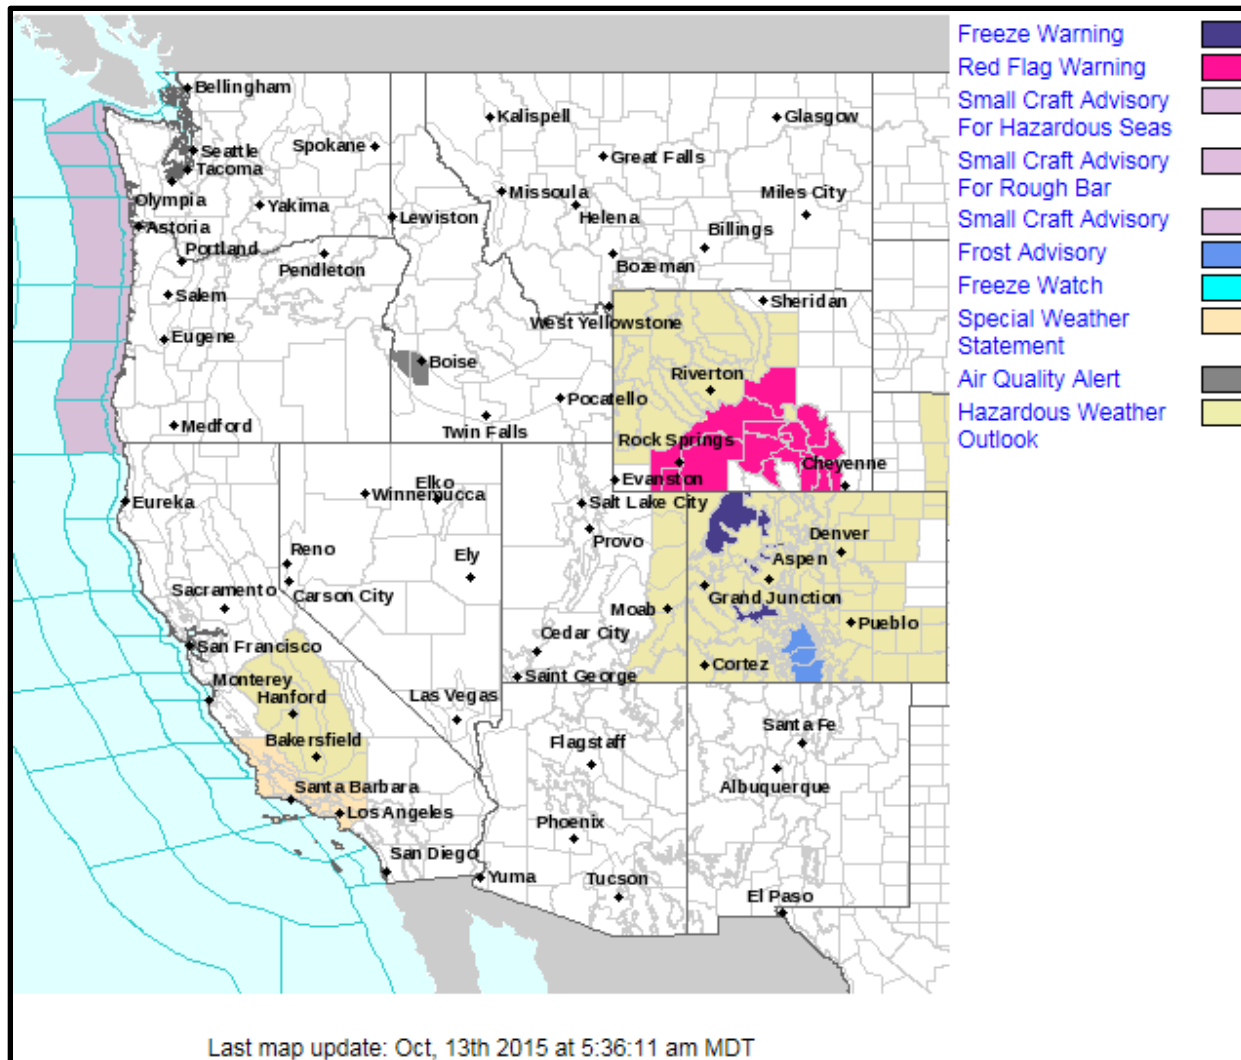 Freeze Warning
Red Flag Warning
Small Craft Advisory
For Hazardous Seas
Small Craft Advisory
For Rough Bar
Small Craft Advisory
Frost Advisory
Freeze Watch
Special Weather
Statement
Air Quality Alert
Hazardous Weather
Outlook
Bellingham
Kalispell
Glasgow
Seattle
Spokane
Great Falls
Tacoma
Olympia
Yakima
Lewiston
Missoula
Helena
Miles City
Astoria
Portland
Pendleton
Billings
Bozeman
Salem
Sheridan
West Yellowstone
Eugene
Boise
Riverton
Pocatello
Medford
Twin Falls
Rock Springs
Cheyenne
Evanston
Elko
Winnemucca
Eureka
Salt Lake City
Provo
Denver
Reno
Ely
Aspen
Sacramento
Carson City
Grand Junction
Moab
Pueblo
San Francisco
Cedar City
Cortez
Saint George
Monterey
Hanford
Las Vegas
Santa Fe
Bakersfield
Flagstaff
Albuquerque
Santa Barbara
Los Angeles
Phoenix
San Diego
Yuma
Tucson
El Paso
Last map update: Oct, 13th 2015 at 5:36:11 am MDT